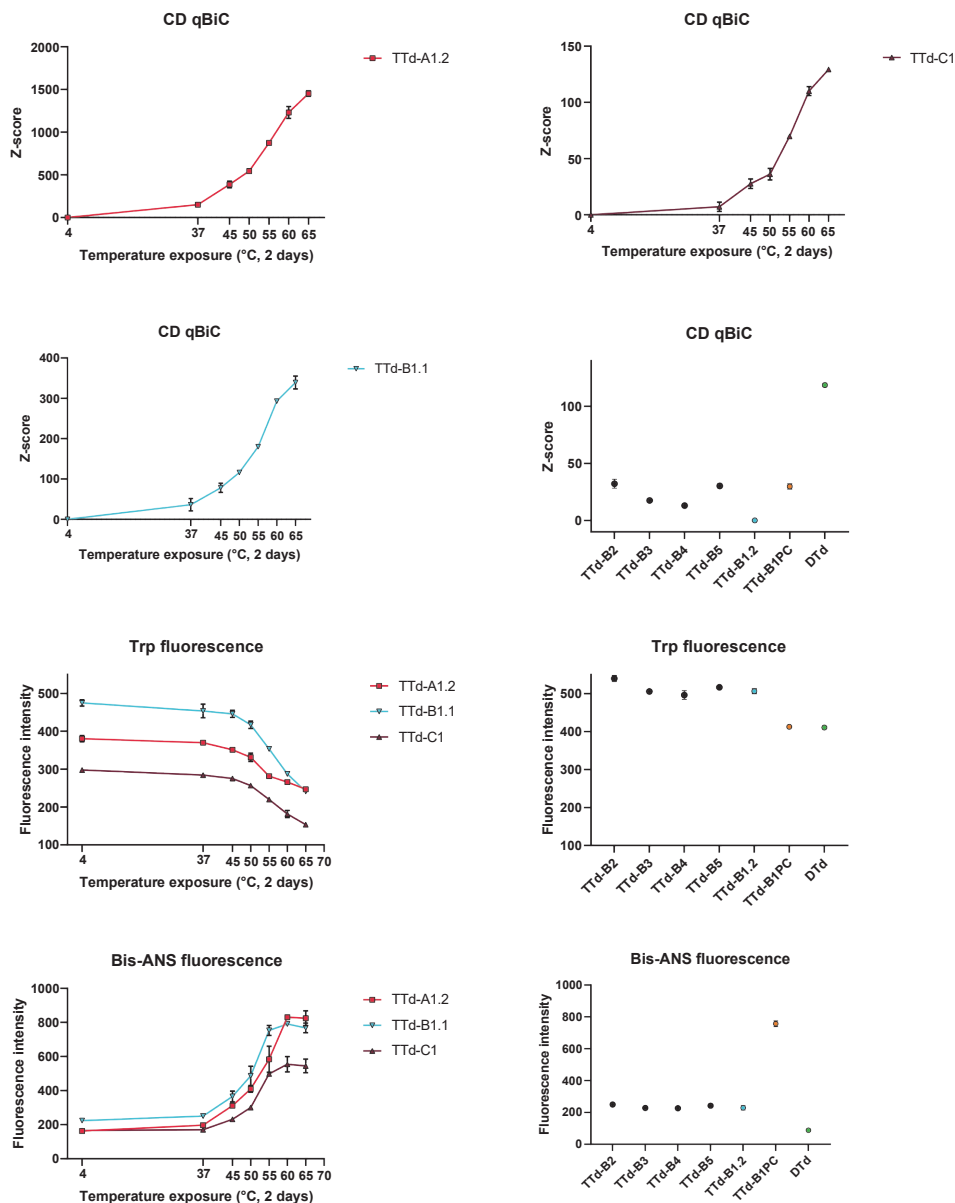 CD qBiC
2000
1500
1000
500
0
Z-score
4 37 45 50 55 60 65
Temperature exposure (°C, 2 days)
TTd-A1.2
CD qBiC
150
100
50
0
Z-score
4 37 45 50 55 60 65
Temperature exposure (°C, 2 days)
TTd-C1
CD qBiC
400
300
200
100
0
Z-score
4 37 45 50 55 60 65
Temperature exposure (°C, 2 days)
TTd-B1.1
CD qBiC
100
50
0
Z-score
TTd-B2
TTd-B3
TTd-B4
TTd-B5
TTd-B1.2
TTd-B1PC
DTd
Trp fluorescence
500
400
300
200
100
Fluorescence intensity
4 37 45 50 55 60 65 70
Temperature exposure (°C, 2 days)
TTd-A1.2
TTd-B1.1
TTd-C1
Trp fluorescence
500
400
300
200
100
Fluorescence intensity
TTd-B2
TTd-B3
TTd-B4
TTd-B5
TTd-B1.2
TTd-B1PC
DTd
Bis-ANS fluorescence
1000
800
600
400
200
0
Fluorescence intensity
4 37 45 50 55 60 65 70
Temperature exposure (°C, 2 days)
TTd-A1.2
TTd-B1.1
TTd-C1
Bis-ANS fluorescence
1000
800
600
400
200
0
Fluorescence intensity
TTd-B2
TTd-B3
TTd-B4
TTd-B5
TTd-B1.2
TTd-B1PC
DTd